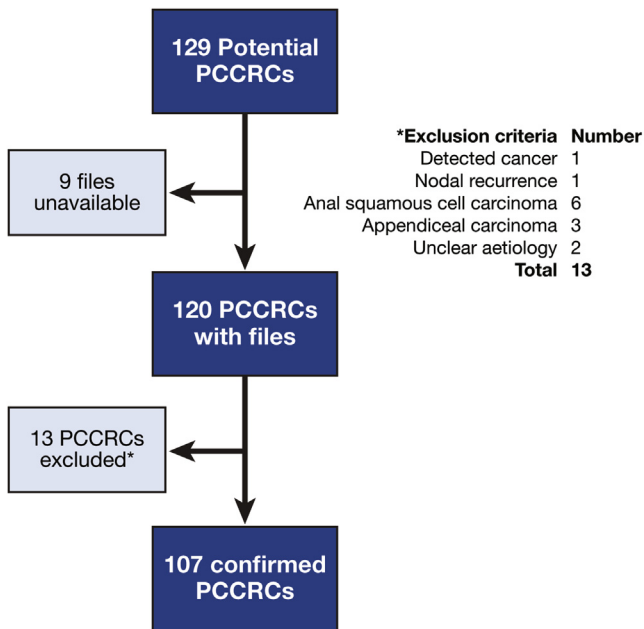 129 Potential
PCCRCs
*Exclusion criteria Number
Detected cancer 1
Nodal recurrence 1
Anal squamous cell carcinoma 6
Appendiceal carcinoma 3
Unclear aetiology 2
Total 13
9 files
unavailable
120 PCCRCs
with files
13 PCCRCs
excluded*
107 confirmed
PCCRCs